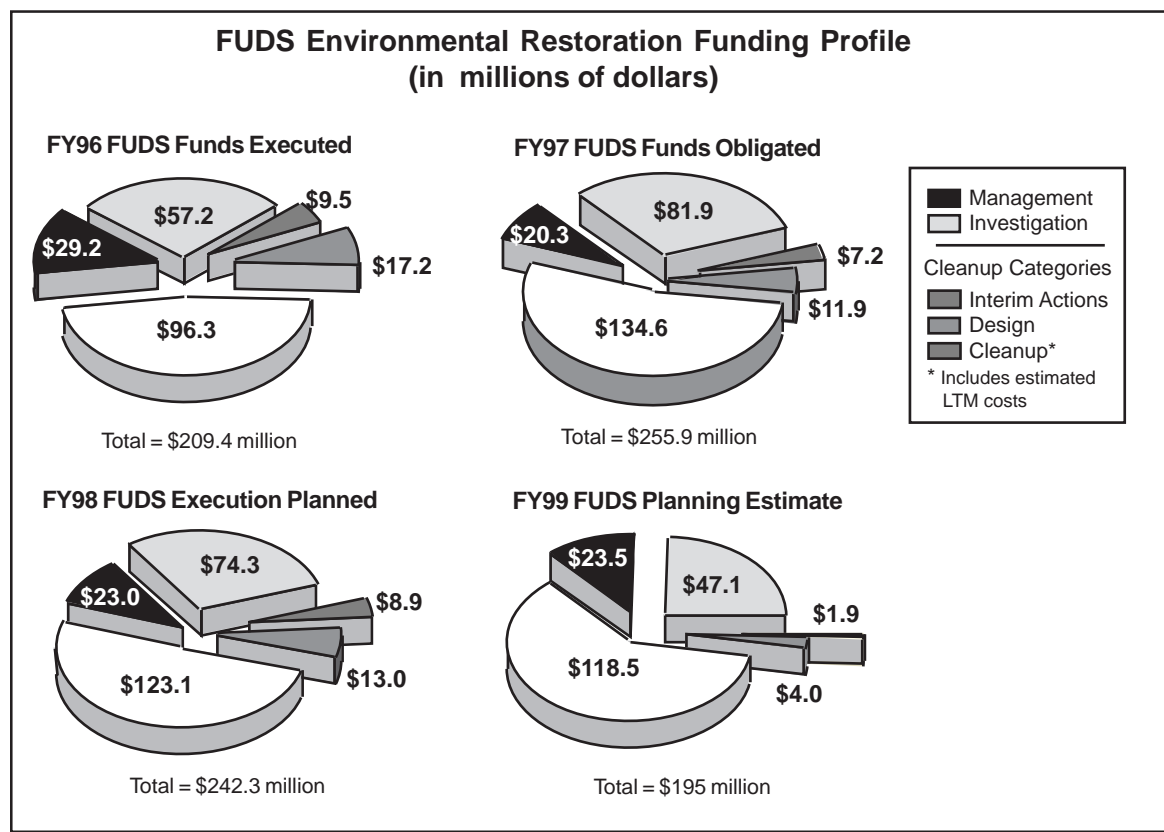 FUDS Environmental Restoration Funding Profile
(in millions of dollars)
FY96 FUDS Funds Executed
$57.2
$9.5
$29.2
$17.2
$96.3
Total = $209.4 million
FY97 FUDS Funds Obligated
$81.9
$20.3
$7.2
$11.9
$134.6
Total = $255.9 million
Management
Investigation
Cleanup Categories
Interim Actions
Design
Cleanup*
* Includes estimated
LTM costs
FY98 FUDS Execution Planned
$74.3
$23.0
$8.9
$13.0
$123.1
Total = $242.3 million
FY99 FUDS Planning Estimate
$23.5
$47.1
$1.9
$118.5
$4.0
Total = $195 million